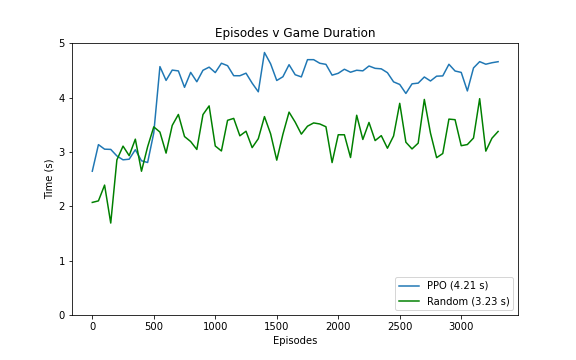 Episodes v Game Duration
5
4
3
2
1
0
Time (s)
0 500 1000 1500 2000 2500 3000
Episodes
PPO (4.21 s)
Random (3.23 s)